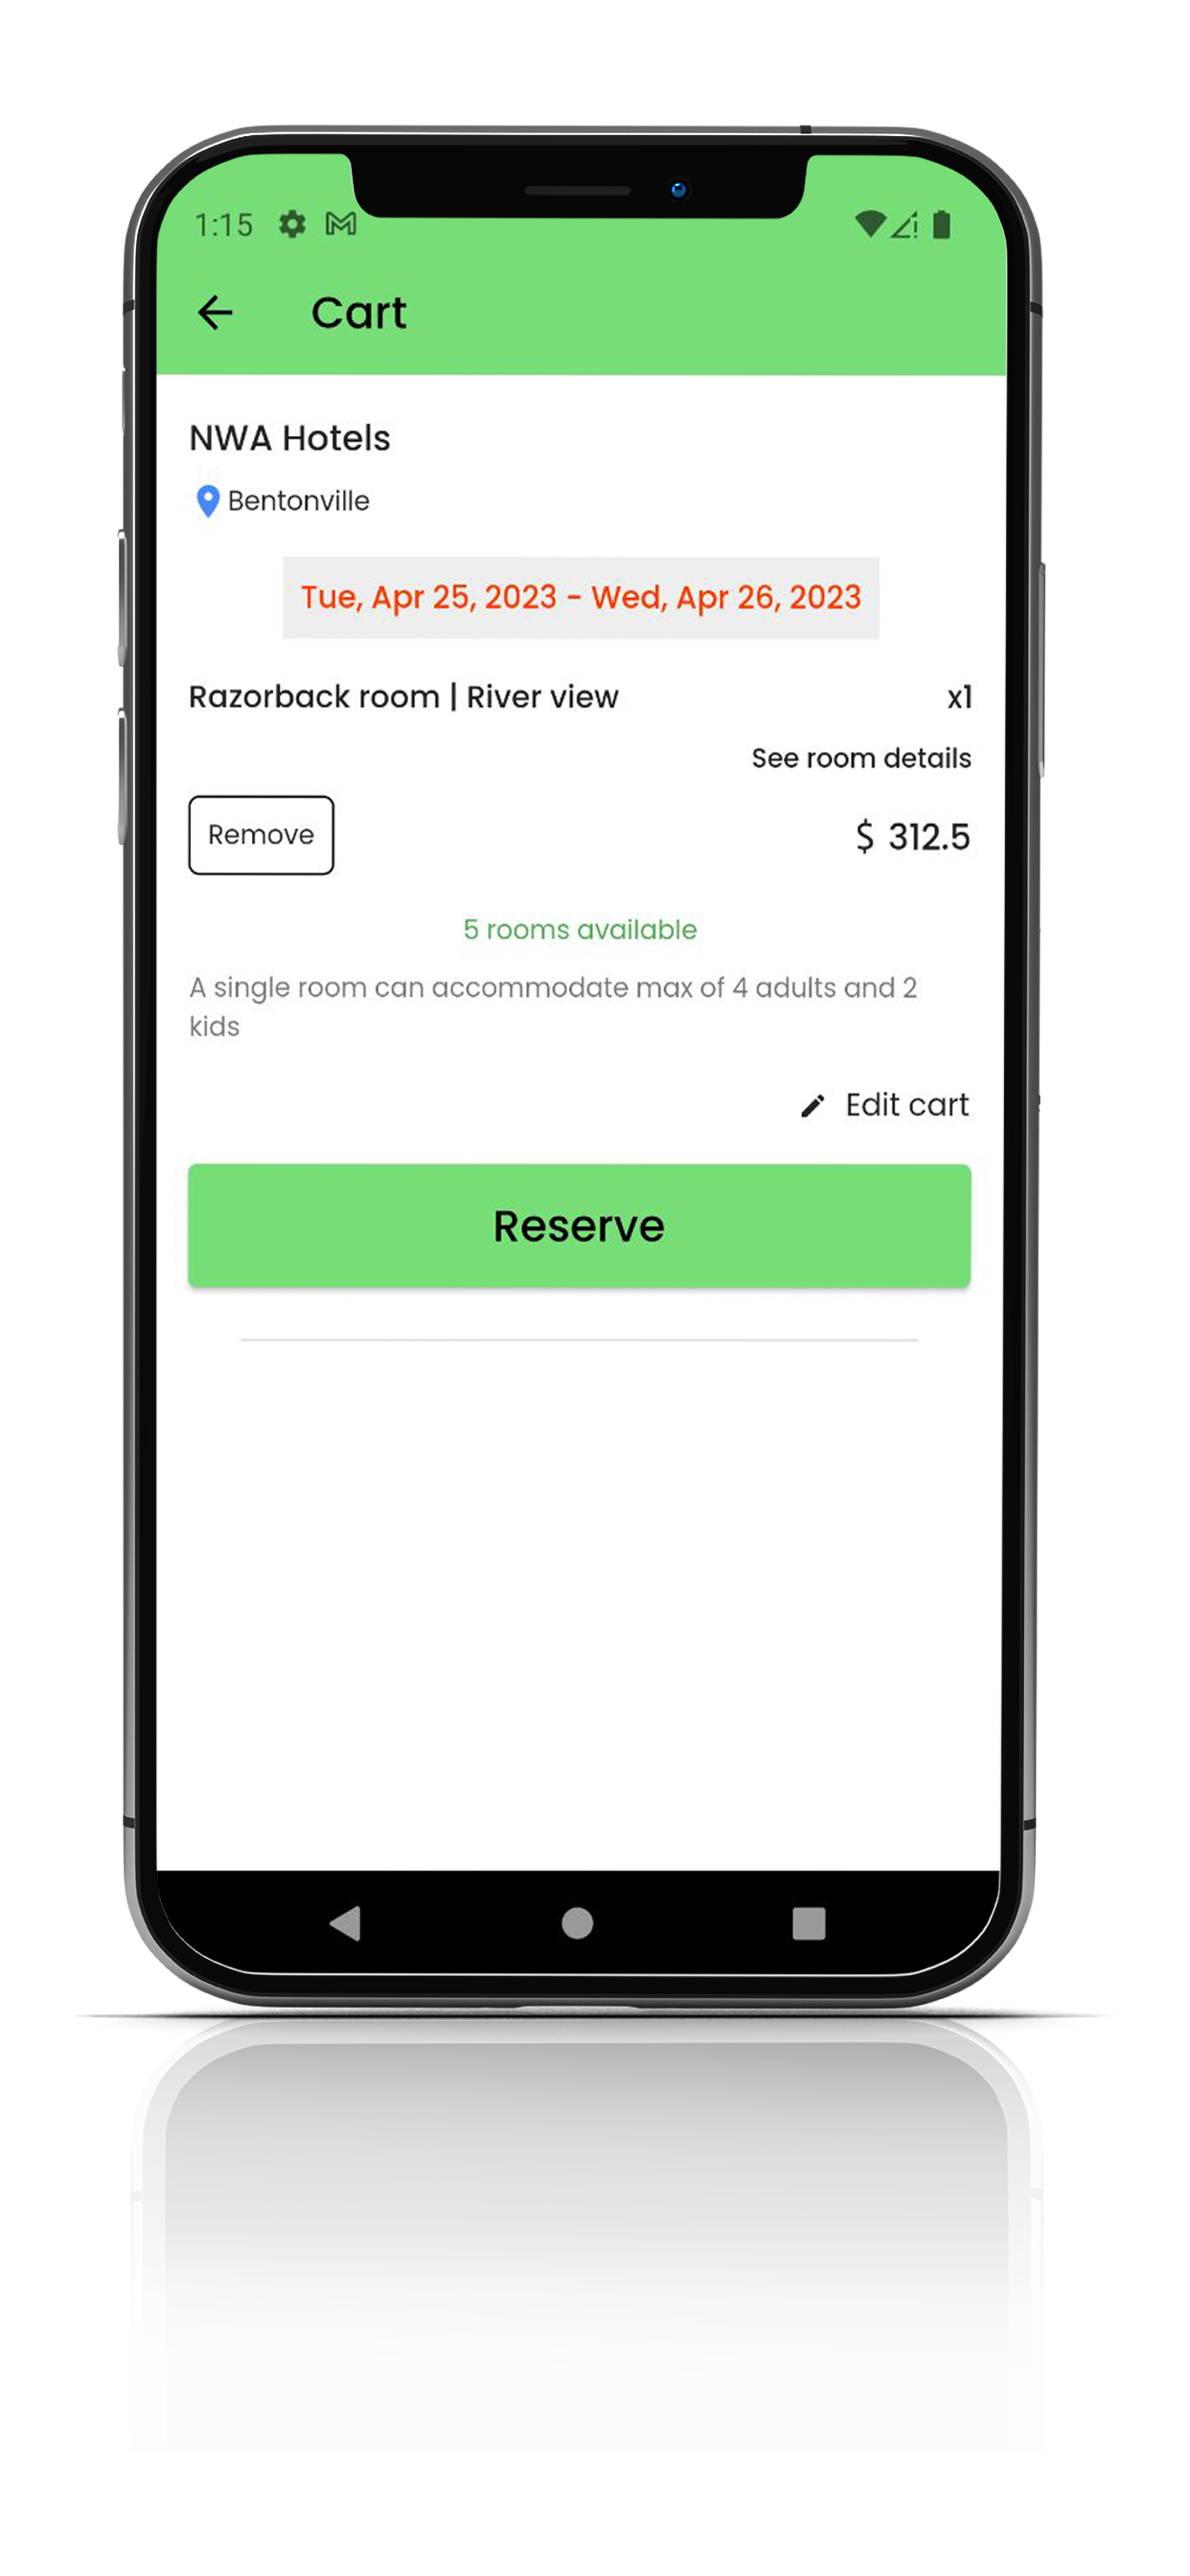 1:15
Cart
NWA Hotels
Bentonville
Tue, Apr 25, 2023 - Wed, Apr 26, 2023
Razorback room | River view x1
See room details
Remove $ 312.5
5 rooms available
A single room can accommodate max of 4 adults and 2
kids
Edit cart
Reserve